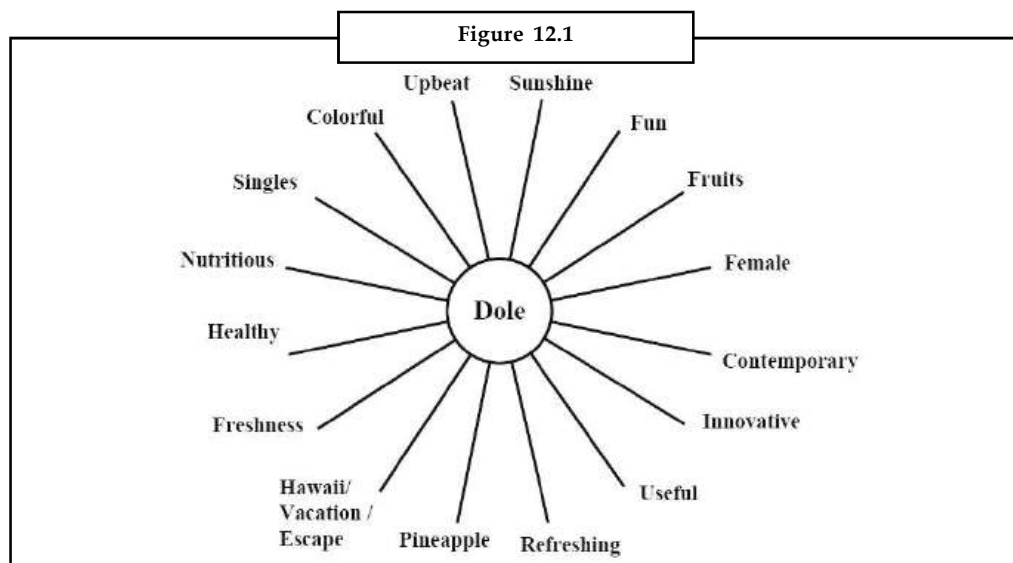 Figure 12.1
Upbeat
Sunshine
Colorful
Fun
Singles
Fruits
Nutritious
Female
Dole
Healthy
Contemporary
Freshness
Innovative
Hawaii/
Vacation /
Escape
Useful
Pineapple
Refreshing